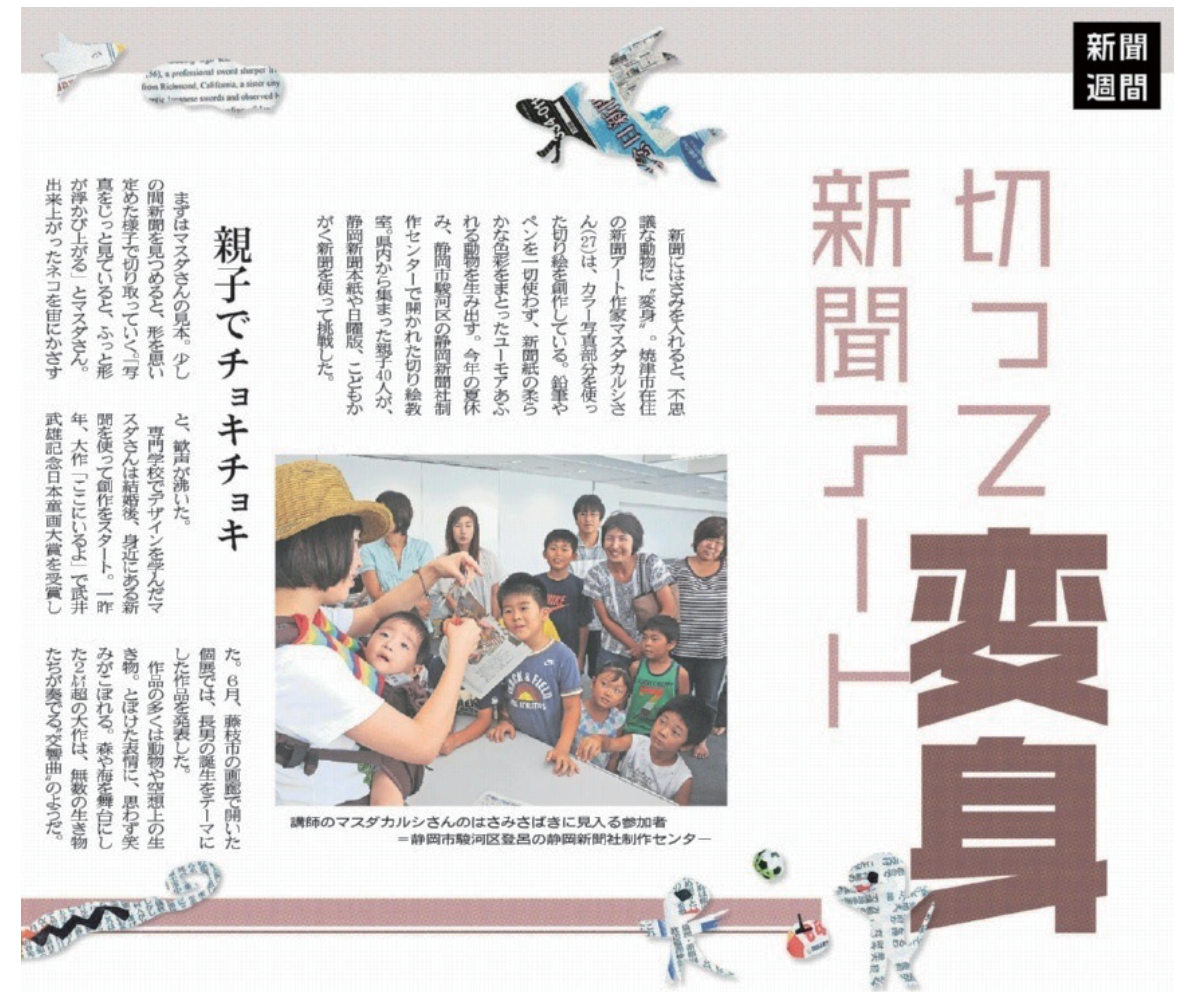 新聞
週間
切って変身
新聞アート
新聞にはさみを入れると、不思
議な動物に〝変身〟。焼津市在住
の新聞アート作家マスダカルシさ
ん(27)は、カラー写真部分を使っ
た切り絵を創作している。鉛筆や
ペンを一切使わず、新聞紙の柔ら
かな色彩をまとったユーモアあふ
れる動物を生み出す。今年の夏休
み、静岡市駿河区の静岡新聞社制
作センターで開かれた切り絵教
室。県内から集まった親子40人が、
静岡新聞本紙や日曜版、こどもか
がく新聞を使って挑戦した。
親子でチョキチョキ
まずはマスダさんの見本。少し
の間新聞を見つめると、形を思い
定めた様子で切り取っていく。「写
真をじっと見ていると、ふっと形
が浮かび上がる」とマスダさん。
出来上がったネコを宙にかざす
と、歓声が沸いた。
専門学校でデザインを学んだマ
スダさんは結婚後、身近にある新
聞を使って創作をスタート。一昨
年、大作「ここにいるよ」で武井
武雄記念日本童画大賞を受賞し
た。6月、藤枝市の画廊で開いた
個展では、長男の誕生をテーマに
した作品を発表した。
作品の多くは動物や空想上の生
き物。とぼけた表情に、思わず笑
みがこぼれる。森や海を舞台にし
た2㍍超の大作は、無数の生き物
たちが奏でる〝交響曲〟のようだ。
講師のマスダカルシさんのはさみさばきに見入る参加者
＝静岡市駿河区登呂の静岡新聞社制作センター
a professional sword sharper
from Richmond, California, a sister city
swords and observed
TRACK & FIELD